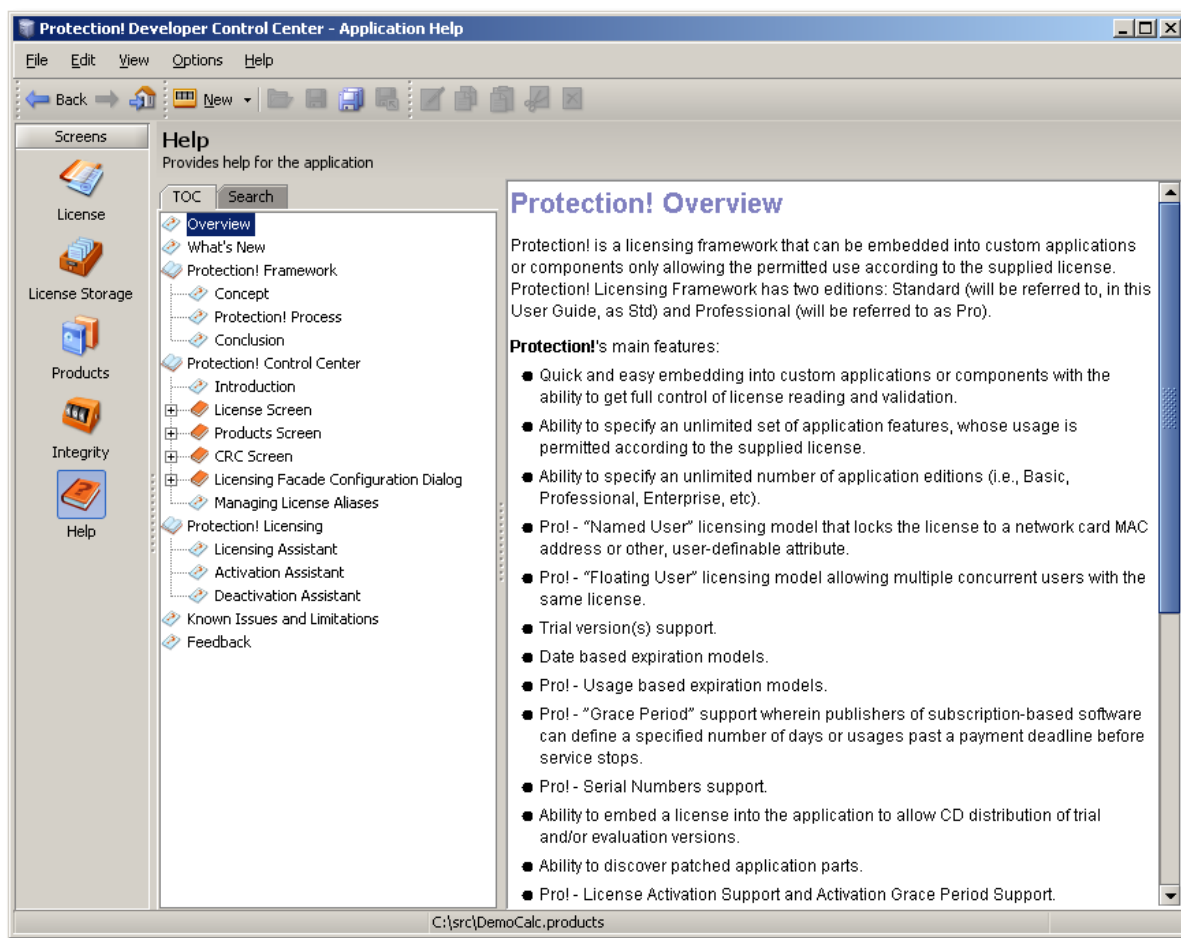 Protection! Developer Control Center - Application Help
File Edit View Options Help
Back New
Screens
License
License Storage
Products
Integrity
Help
Help
Provides help for the application
TOC Search
Overview
What's New
Protection! Framework
Concept
Protection! Process
Conclusion
Protection! Control Center
Introduction
License Screen
Products Screen
CRC Screen
Licensing Facade Configuration Dialog
Managing License Aliases
Protection! Licensing
Licensing Assistant
Activation Assistant
Deactivation Assistant
Known Issues and Limitations
Feedback
Protection! Overview
Protection! is a licensing framework that can be embedded into custom applications
or components only allowing the permitted use according to the supplied license.
Protection! Licensing Framework has two editions: Standard (will be referred to, in this
User Guide, as Std) and Professional (will be referred to as Pro).
Protection!'s main features:
Quick and easy embedding into custom applications or components with the
ability to get full control of license reading and validation.
Ability to specify an unlimited set of application features, whose usage is
permitted according to the supplied license.
Ability to specify an unlimited number of application editions (i.e., Basic,
Professional, Enterprise, etc).
Pro! - “Named User” licensing model that locks the license to a network card MAC
address or other, user-definable attribute.
Pro! - “Floating User” licensing model allowing multiple concurrent users with the
same license.
Trial version(s) support.
Date based expiration models.
Pro! - Usage based expiration models.
Pro! - “Grace Period” support wherein publishers of subscription-based software
can define a specified number of days or usages past a payment deadline before
service stops.
Pro! - Serial Numbers support.
Ability to embed a license into the application to allow CD distribution of trial
and/or evaluation versions.
Ability to discover patched application parts.
Pro! - License Activation Support and Activation Grace Period Support.
C:\src\DemoCalc.products